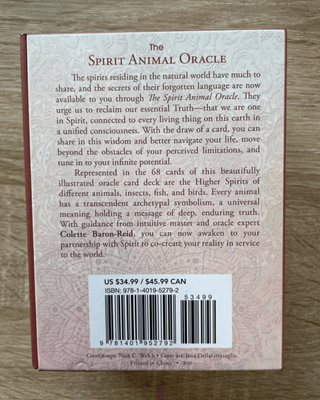 The
SPIRIT ANIMAL ORACLE
The spirits residing in the natural world have much to
share, and the secrets of their forgotten language are now
available to you through The Spirit Animal Oracle. They
urge us to reclaim our essential Truth—that we are one
in Spirit, connected to every living thing on this earth in
a unified consciousness. With the draw of a card, you can
share in this wisdom and better navigate your life, move
beyond the obstacles of your perceived limitations, and
tune in to your infinite potential.
Represented in the 68 cards of this beautifully
illustrated oracle card deck are the Higher Spirits of
different animals, insects, fish, and birds. Every animal
has a transcendent archetypal symbolism, a universal
meaning holding a message of deep, enduring truth.
With guidance from intuitive master and oracle expert
Colette Baron-Reid, you can now awaken to your
partnership with Spirit to co-create your reality in service
to the world.
US $34.99 / $45.99 CAN
ISBN: 978-1-4019-5279-2
53499
9 781401 952792
Cover design: Nick C. Welch • Cover art: Jena DellaGrottaglia
Printed in China